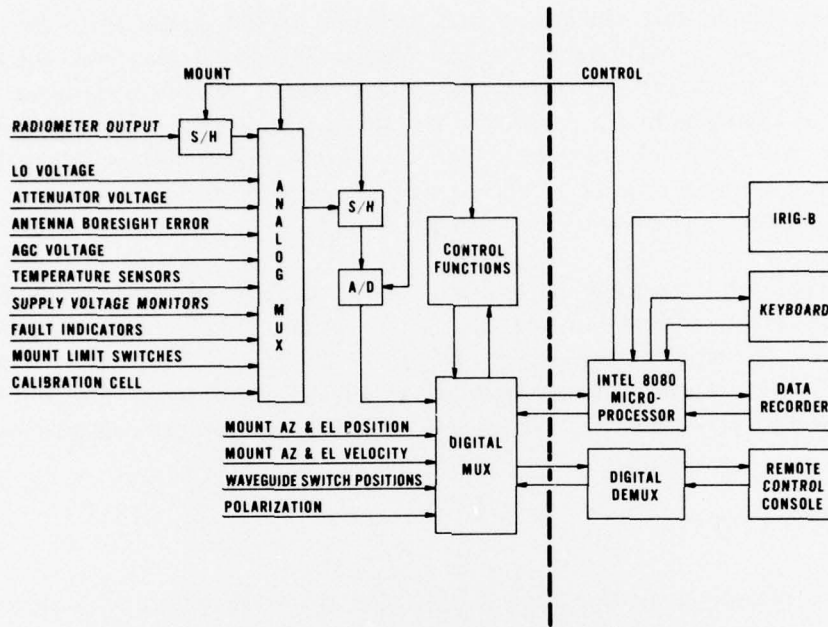 MOUNT
CONTROL
RADIOMETER OUTPUT
S/H
LO VOLTAGE
ATTENUATOR VOLTAGE
ANTENNA BORESIGHT ERROR
AGC VOLTAGE
TEMPERATURE SENSORS
SUPPLY VOLTAGE MONITORS
FAULT INDICATORS
MOUNT LIMIT SWITCHES
CALIBRATION CELL
ANALOG MUX
S/H
A/D
CONTROL
FUNCTIONS
MOUNT AZ & EL POSITION
MOUNT AZ & EL VELOCITY
WAVEGUIDE SWITCH POSITIONS
POLARIZATION
DIGITAL
MUX
INTEL 8080
MICRO-
PROCESSOR
DIGITAL
DEMUX
IRIG-B
KEYBOARD
DATA
RECORDER
REMOTE
CONTROL
CONSOLE